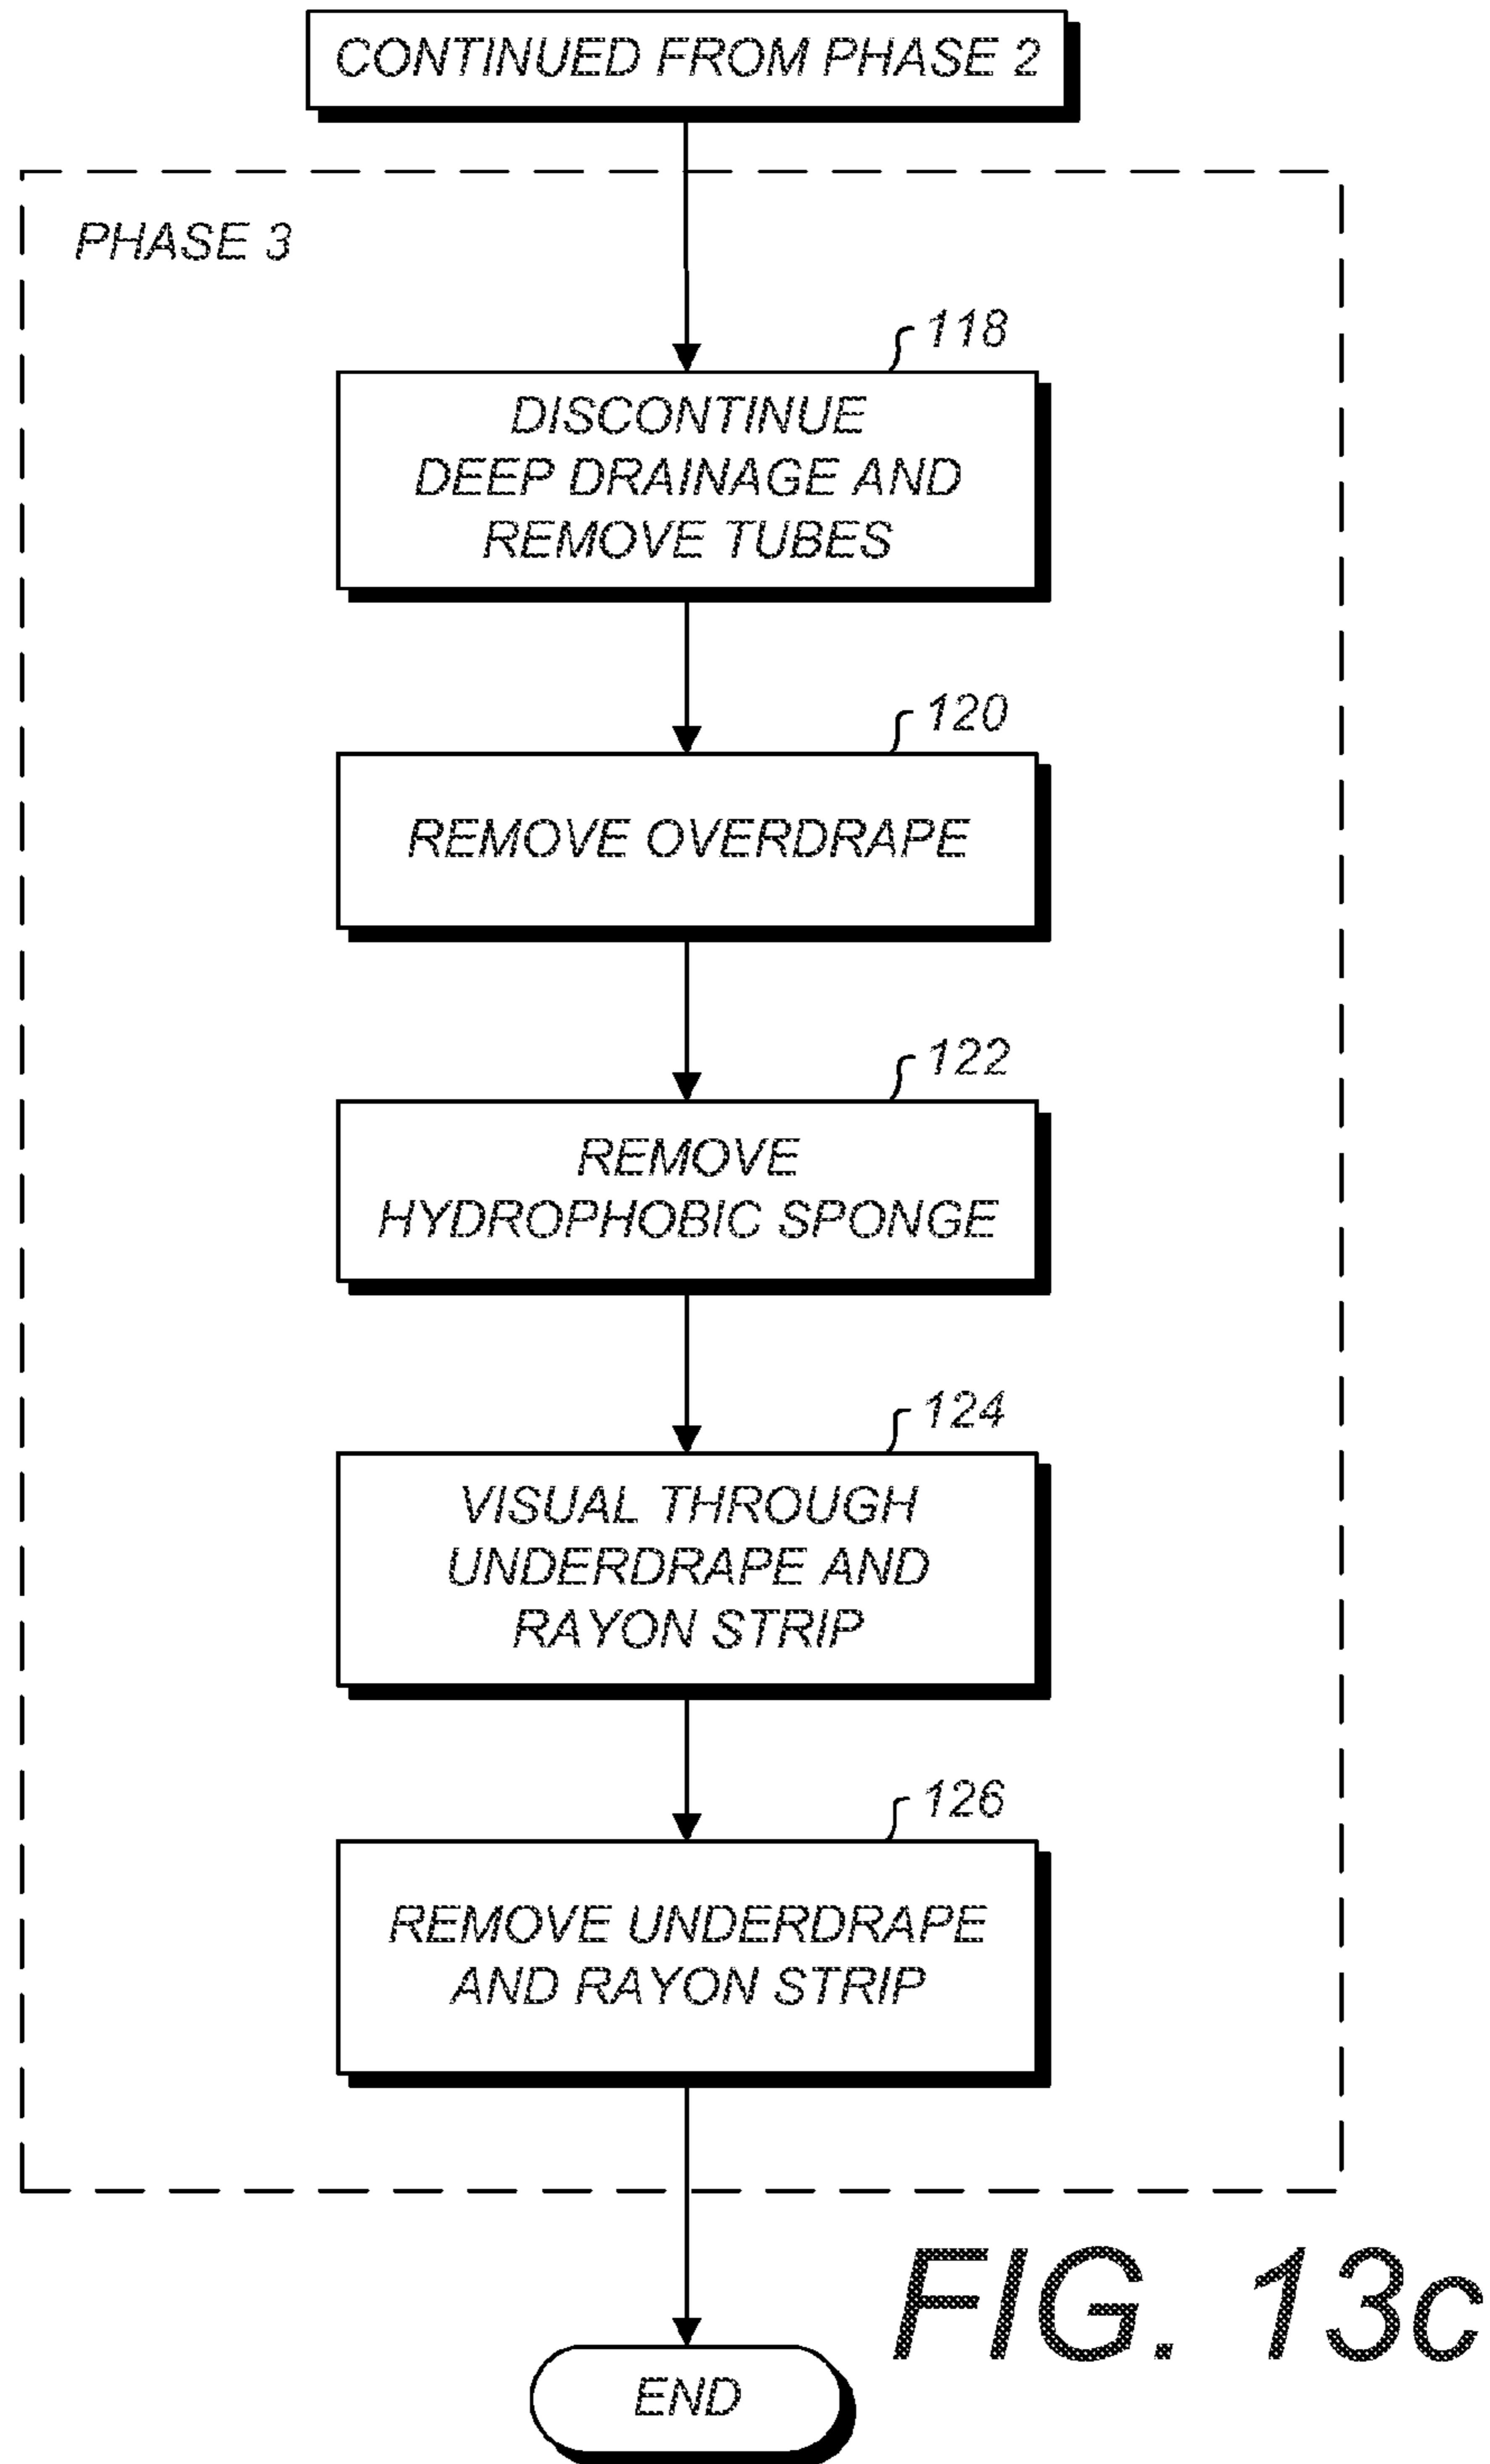 CONTINUED FROM PHASE 2
PHASE 3
118
DISCONTINUE
DEEP DRAINAGE AND
REMOVE TUBES
120
REMOVE OVERDRAPE
122
REMOVE
HYDROPHOBIC SPONGE
124
VISUAL THROUGH
UNDERDRAPE AND
RAYON STRIP
126
REMOVE UNDERDRAPE
AND RAYON STRIP
FIG. 13c
END